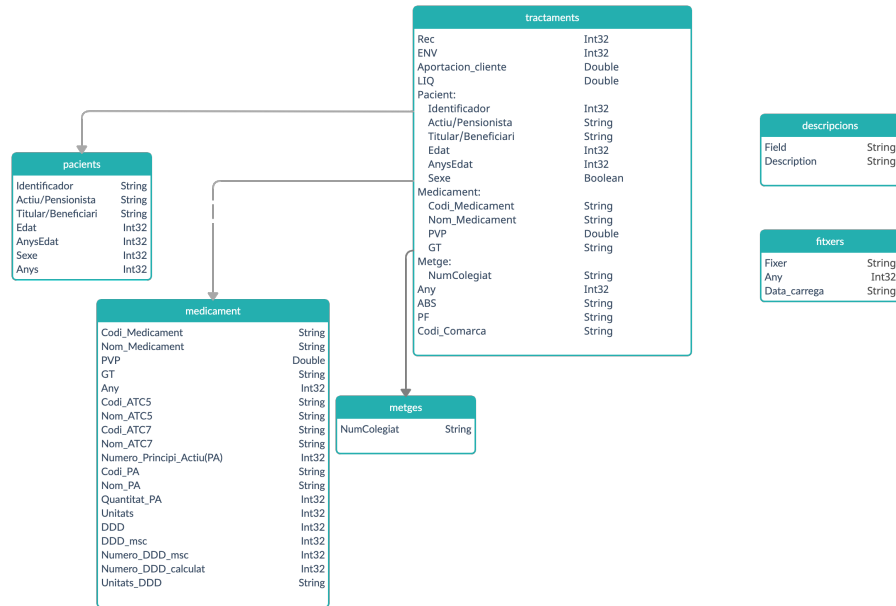 tractaments
Rec Int32
ENV Int32
Aportacion_cliente Double
LIQ Double
Pacient:
Identificador Int32
Actiu/Pensionista String
Titular/Beneficiari String
Edat Int32
AnysEdat Int32
Sexe Boolean
Medicament:
Codi_Medicament String
Nom_Medicament String
PVP Double
GT String
Metge:
NumColegiat String
Any Int32
ABS String
PF String
Codi_Comarca String
descripcions
Field String
Description String
pacients
Identificador String
Actiu/Pensionista String
Titular/Beneficiari String
Edat Int32
AnysEdat Int32
Sexe Int32
Anys Int32
fitxers
Fixer String
Any Int32
Data_carrega String
medicament
Codi_Medicament String
Nom_Medicament String
PVP Double
GT String
Any Int32
Codi_ATC5 String
Nom_ATC5 String
Codi_ATC7 String
Nom_ATC7 String
Numero_Principi_Actiu(PA) Int32
Codi_PA String
Nom_PA String
Quantitat_PA Int32
Unitats Int32
DDD Int32
DDD_msc Int32
Numero_DDD_msc Int32
Numero_DDD_calculat Int32
Unitats_DDD String
metges
NumColegiat String